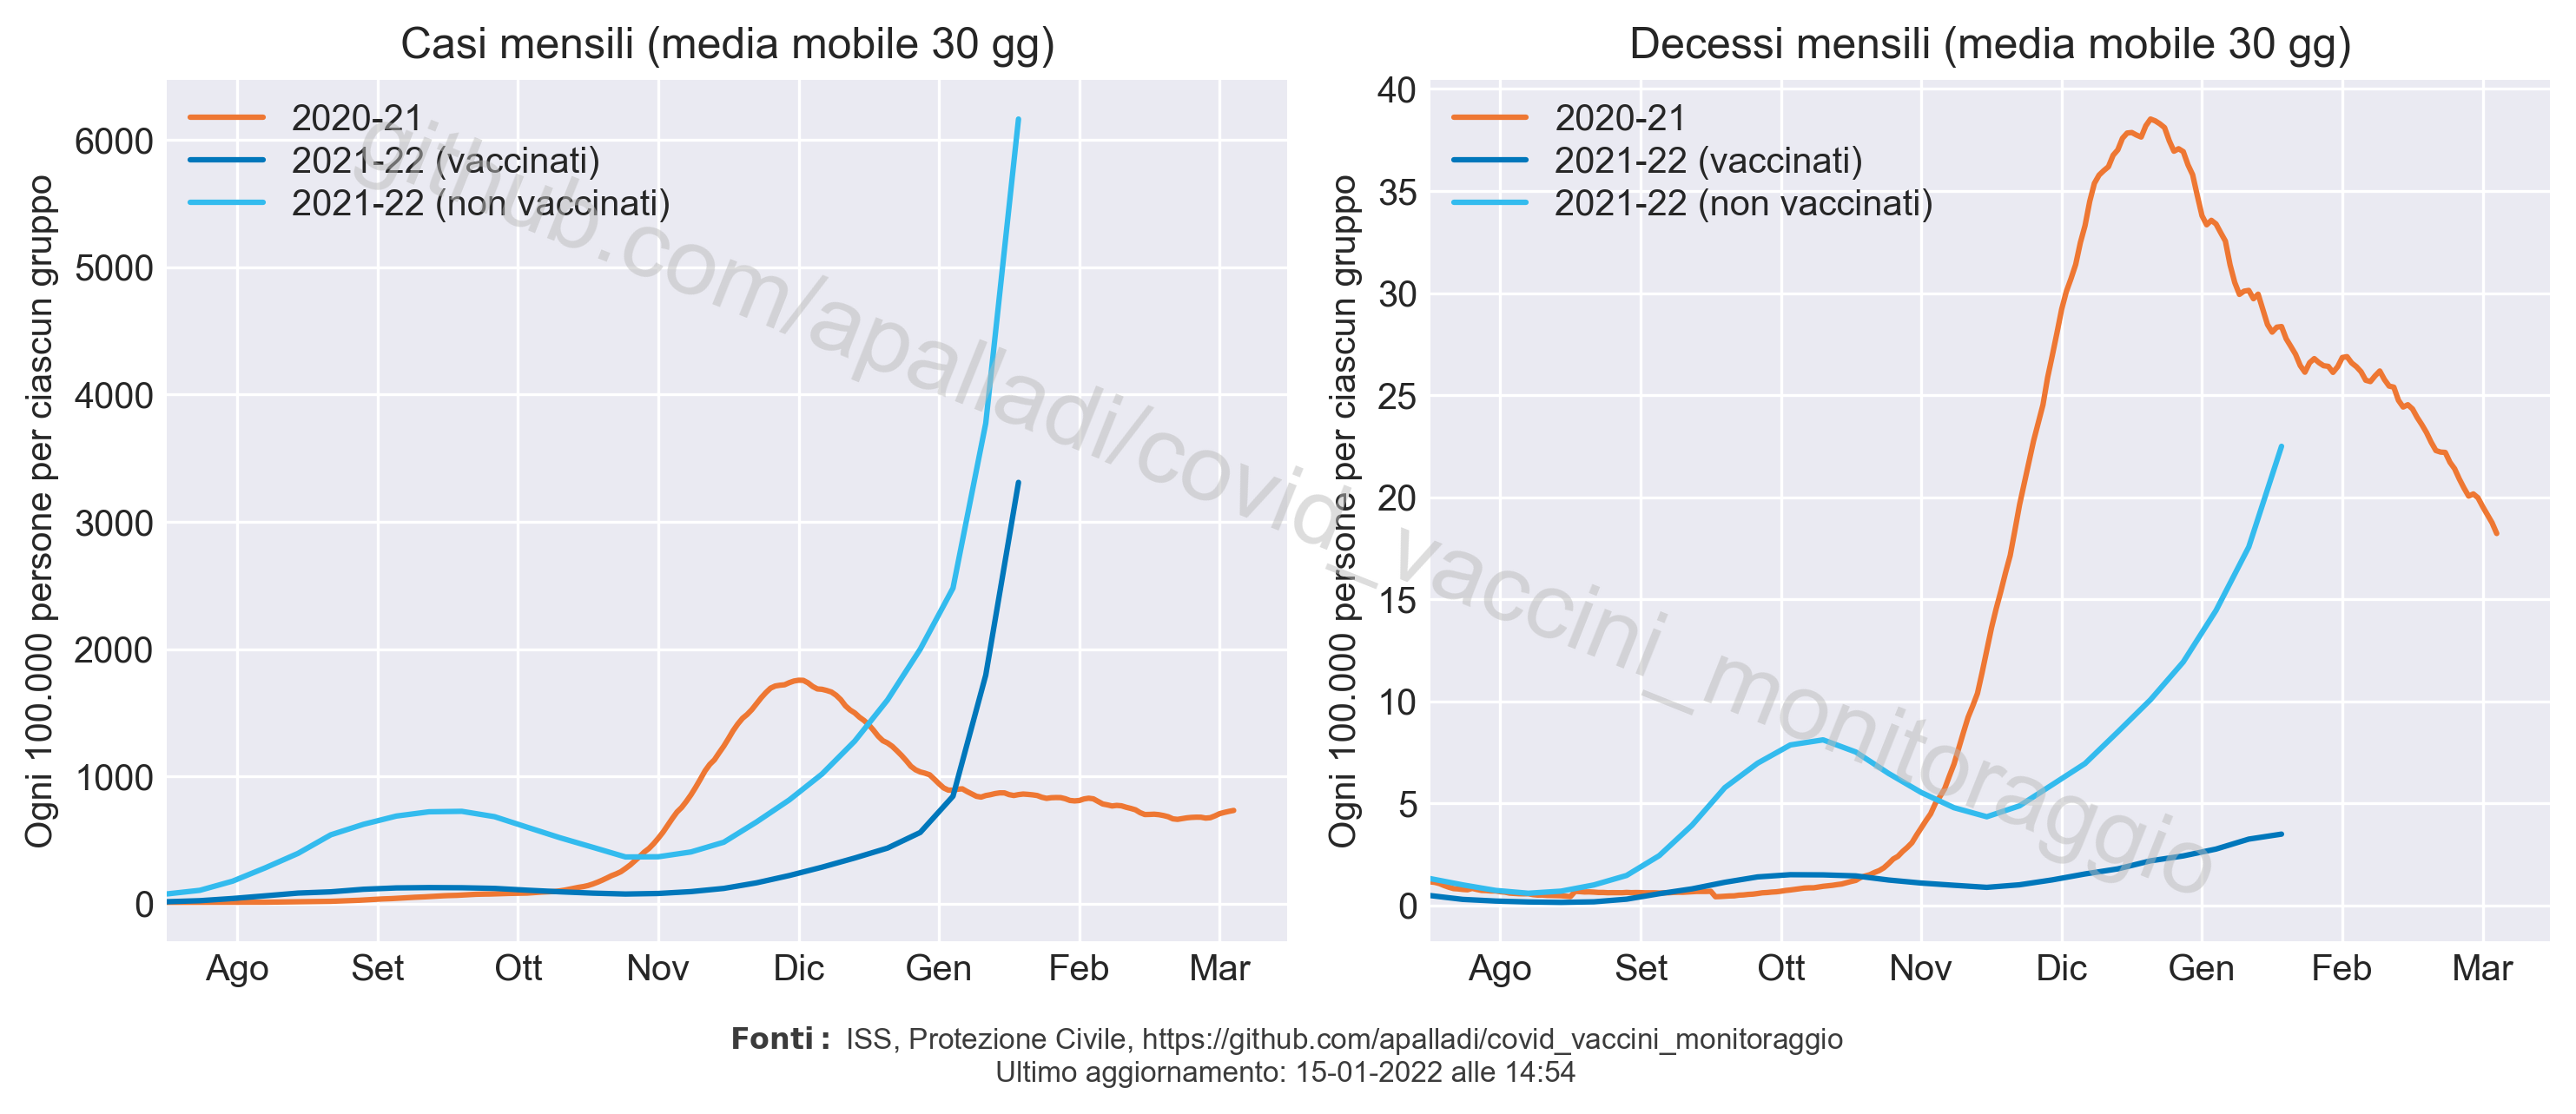 Casi mensili (media mobile 30 gg)
Ogni 100.000 persone per ciascun gruppo
6000
5000
4000
3000
2000
1000
0
2020-21
2021-22 (vaccinati)
2021-22 (non vaccinati)
Ago Set Ott Nov Dic Gen Feb Mar
Decessi mensili (media mobile 30 gg)
Ogni 100.000 persone per ciascun gruppo
40
35
30
25
20
15
10
5
0
2020-21
2021-22 (vaccinati)
2021-22 (non vaccinati)
Ago Set Ott Nov Dic Gen Feb Mar
github.com/apalladi/covid_vaccini_monitoraggio
Fonti: ISS, Protezione Civile, https://github.com/apalladi/covid_vaccini_monitoraggio
Ultimo aggiornamento: 15-01-2022 alle 14:54